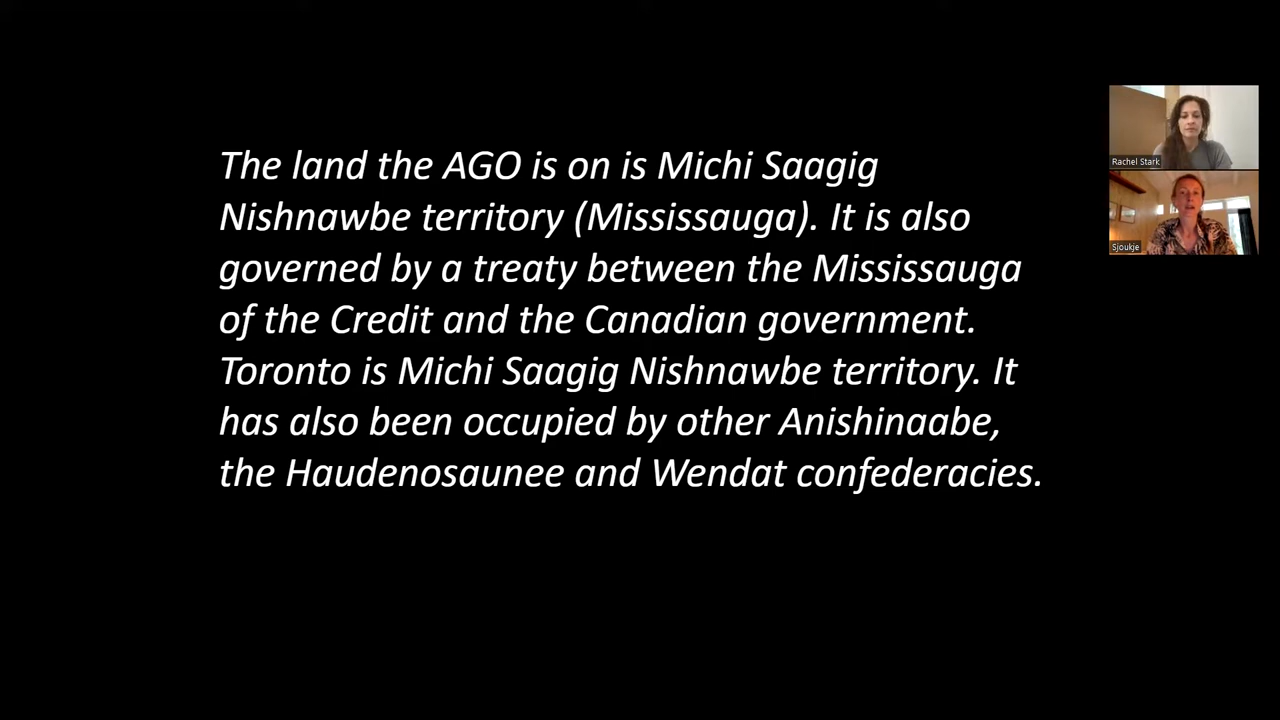 The land the AGO is on is Michi Saagig
Nishnawbe territory (Mississauga). It is also
governed by a treaty between the Mississauga
of the Credit and the Canadian government.
Toronto is Michi Saagig Nishnawbe territory. It
has also been occupied by other Anishinaabe,
the Haudenosaunee and Wendat confederacies.
Rachel Stark
Sjoukje